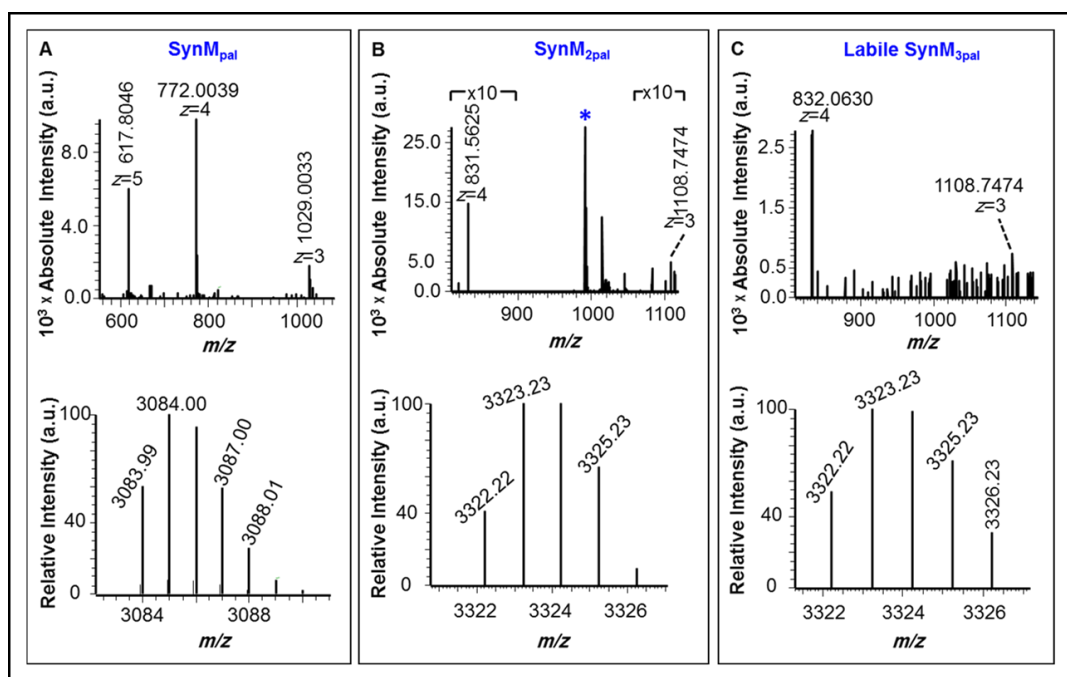 A SynMpal
617.8046
z=5
772.0039
z=4
1029.0033
z=3
8.0
4.0
0.0
600 800 1000
m/z
10³ x Absolute Intensity (a.u.)
B SynM2pal
x10 x10
*
831.5625
z=4
1108.7474
z=3
25.0
15.0
5.0
0.0
900 1000 1100
m/z
10³ x Absolute Intensity (a.u.)
C Labile SynM3pal
832.0630
z=4
1108.7474
z=3
2.5
1.5
0.5
0.0
900 1000 1100
m/z
10³ x Absolute Intensity (a.u.)
3083.99
3084.00
3087.00
3088.01
100
40
0
3084 3088
m/z
Relative Intensity (a.u.)
3322.22
3323.23
3325.23
100
40
0
3322 3324 3326
m/z
Relative Intensity (a.u.)
3322.22
3323.23
3325.23
3326.23
100
40
0
3322 3324 3326
m/z
Relative Intensity (a.u.)